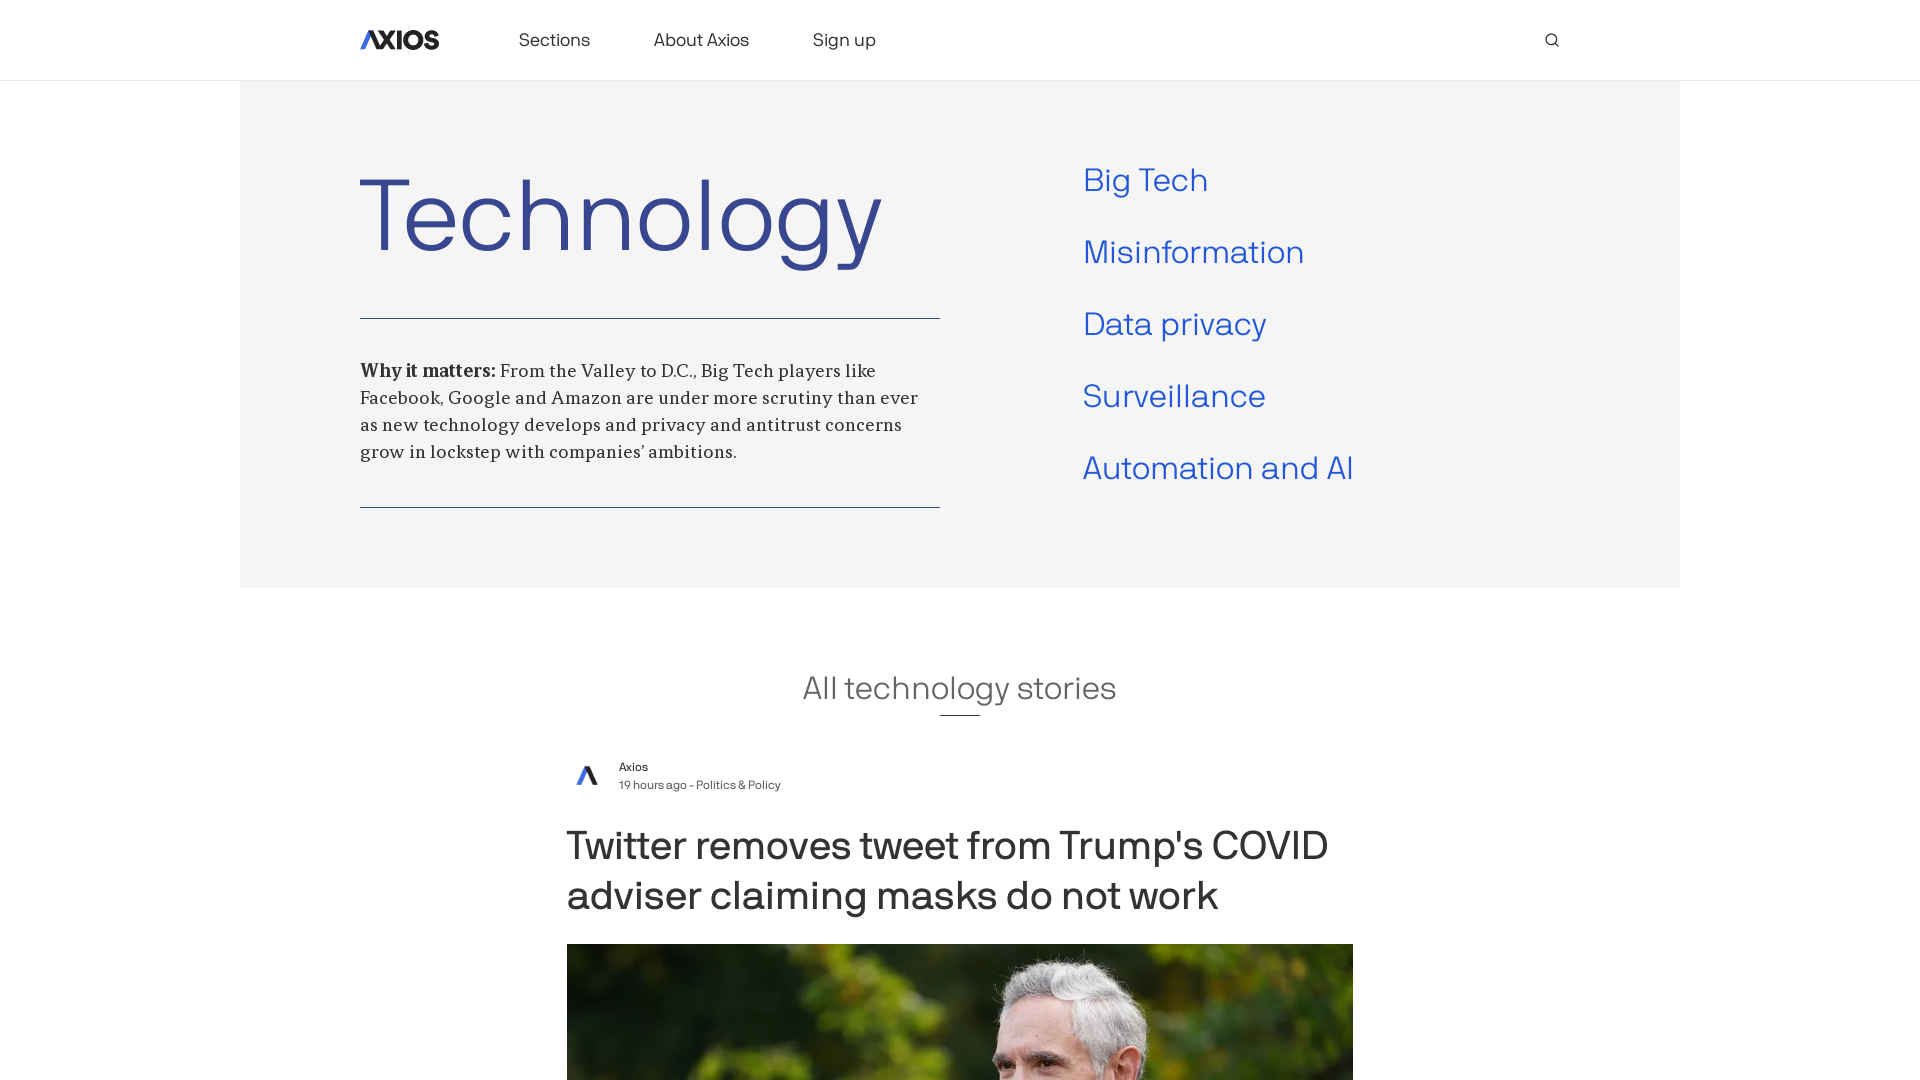 AXIOS
Sections
About Axios
Sign up
Technology
Why it matters: From the Valley to D.C., Big Tech players like
Facebook, Google and Amazon are under more scrutiny than ever
as new technology develops and privacy and antitrust concerns
grow in lockstep with companies’ ambitions.
Big Tech
Misinformation
Data privacy
Surveillance
Automation and AI
All technology stories
Axios
19 hours ago - Politics & Policy
Twitter removes tweet from Trump's COVID
adviser claiming masks do not work